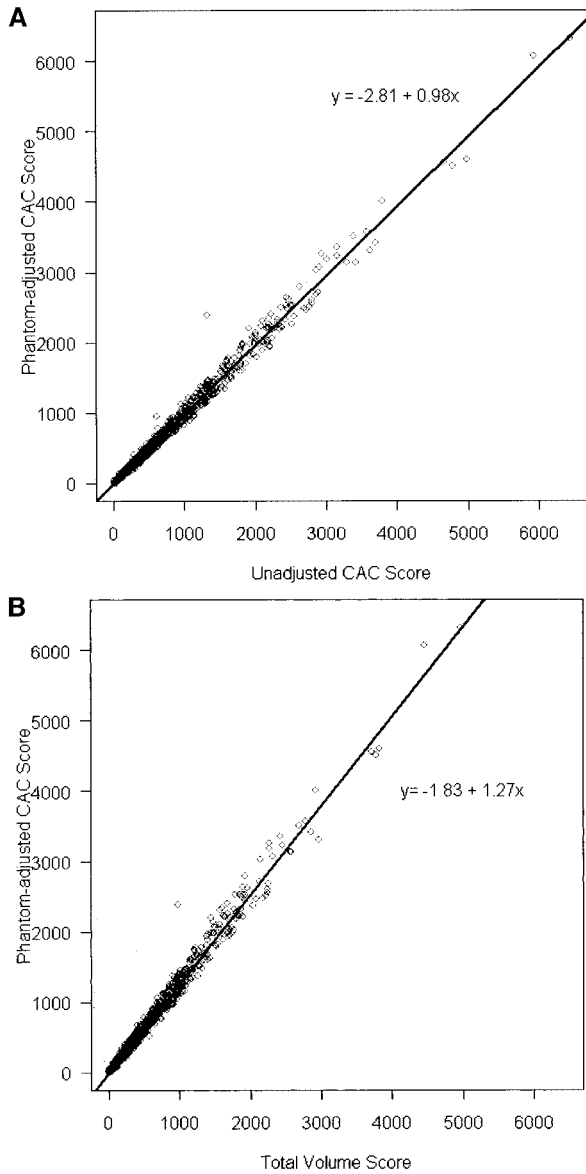 A
Phantom-adjusted CAC Score
6000
5000
4000
3000
2000
1000
0
y = -2.81 + 0.98x
0 1000 2000 3000 4000 5000 6000
Unadjusted CAC Score
B
Phantom-adjusted CAC Score
6000
5000
4000
3000
2000
1000
0
y= -1.83 + 1.27x
0 1000 2000 3000 4000 5000 6000
Total Volume Score